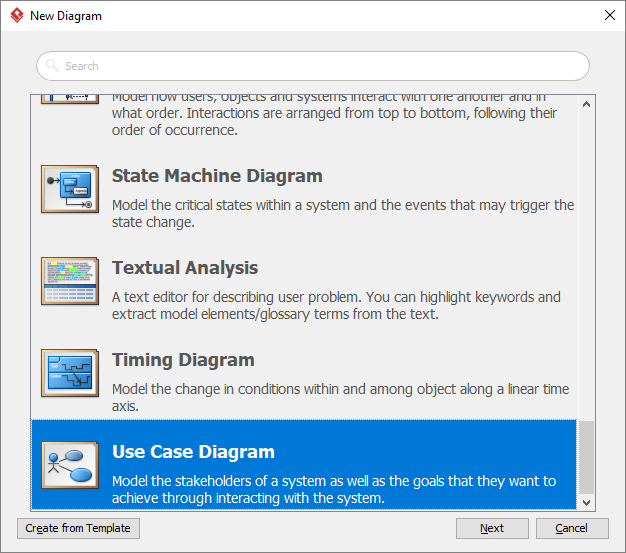 New Diagram
Search
Model how users, objects and systems interact with one another and in
what order. Interactions are arranged from top to bottom, following their
order of occurrence.
State Machine Diagram
Model the critical states within a system and the events that may trigger the
state change.
Textual Analysis
A text editor for describing user problem. You can highlight keywords and
extract model elements/glossary terms from the text.
Timing Diagram
Model the change in conditions within and among object along a linear time
axis.
Use Case Diagram
Model the stakeholders of a system as well as the goals that they want to
achieve through interacting with the system.
Create from Template
Next
Cancel